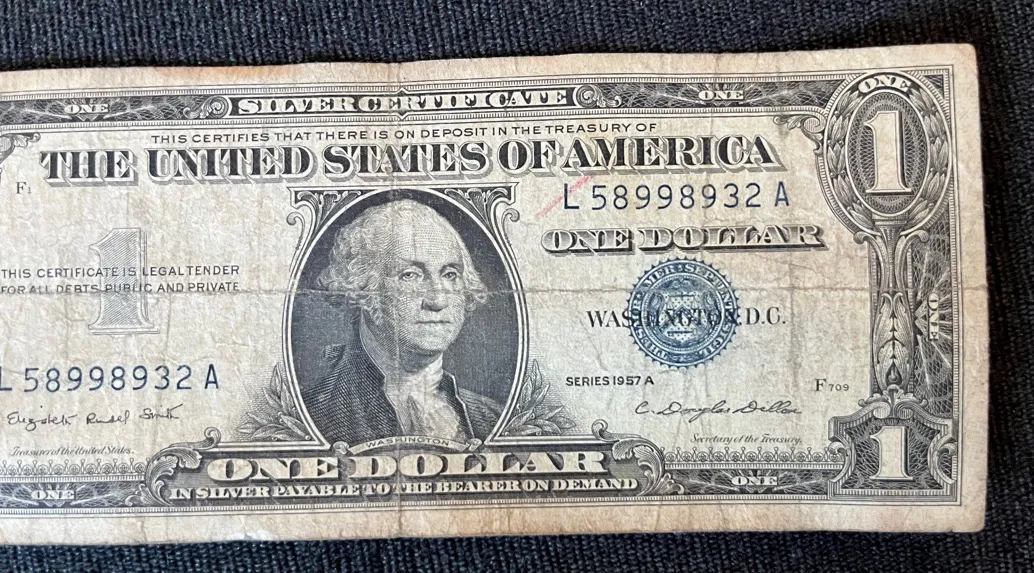 ONE SILVER CERTIFICATE ONE ONE
THIS CERTIFIES THAT THERE IS ON DEPOSIT IN THE TREASURY OF
THE UNITED STATES OF AMERICA
1
F1
L 58998932 A
ONE DOLLAR
1
THIS CERTIFICATE IS LEGAL TENDER
FOR ALL DEBTS PUBLIC AND PRIVATE
WASHINGTON, D.C.
ONE
L 58998932 A
SERIES 1957 A
F 709
Elizabeth Rudel Smith
C. Douglas Dillon
Treasurer of the United States.
Secretary of the Treasury.
WASHINGTON
ONE DOLLAR
1
IN SILVER PAYABLE TO THE BEARER ON DEMAND
ONE
ONE